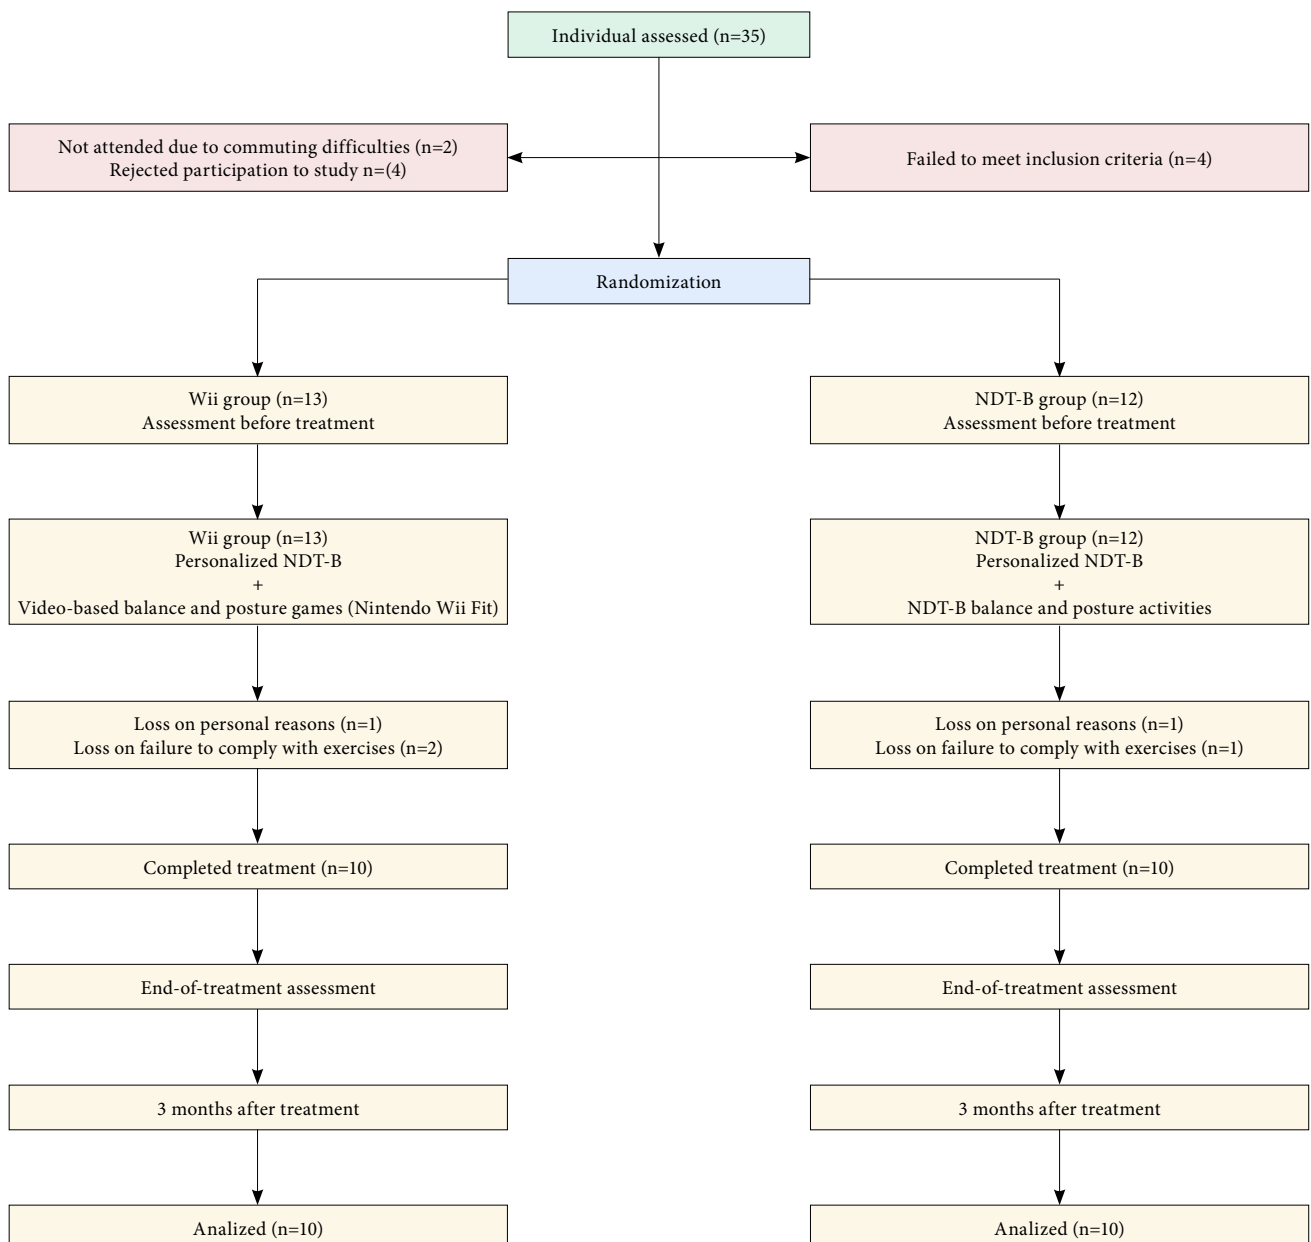 Individual assessed (n=35)
Not attended due to commuting difficulties (n=2)
Rejected participation to study n=(4)
Failed to meet inclusion criteria (n=4)
Randomization
Wii group (n=13)
Assessment before treatment
NDT-B group (n=12)
Assessment before treatment
Wii group (n=13)
Personalized NDT-B
+
Video-based balance and posture games (Nintendo Wii Fit)
NDT-B group (n=12)
Personalized NDT-B
+
NDT-B balance and posture activities
Loss on personal reasons (n=1)
Loss on failure to comply with exercises (n=2)
Loss on personal reasons (n=1)
Loss on failure to comply with exercises (n=1)
Completed treatment (n=10)
Completed treatment (n=10)
End-of-treatment assessment
End-of-treatment assessment
3 months after treatment
3 months after treatment
Analized (n=10)
Analized (n=10)